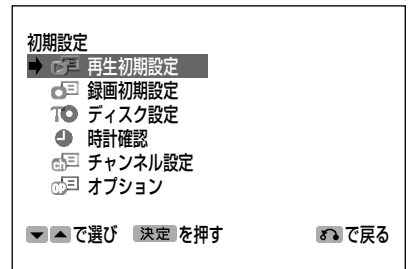 初期設定
再生初期設定
録画初期設定
ディスク設定
時計確認
チャンネル設定
オプション
で選び 決定 を押す で戻る